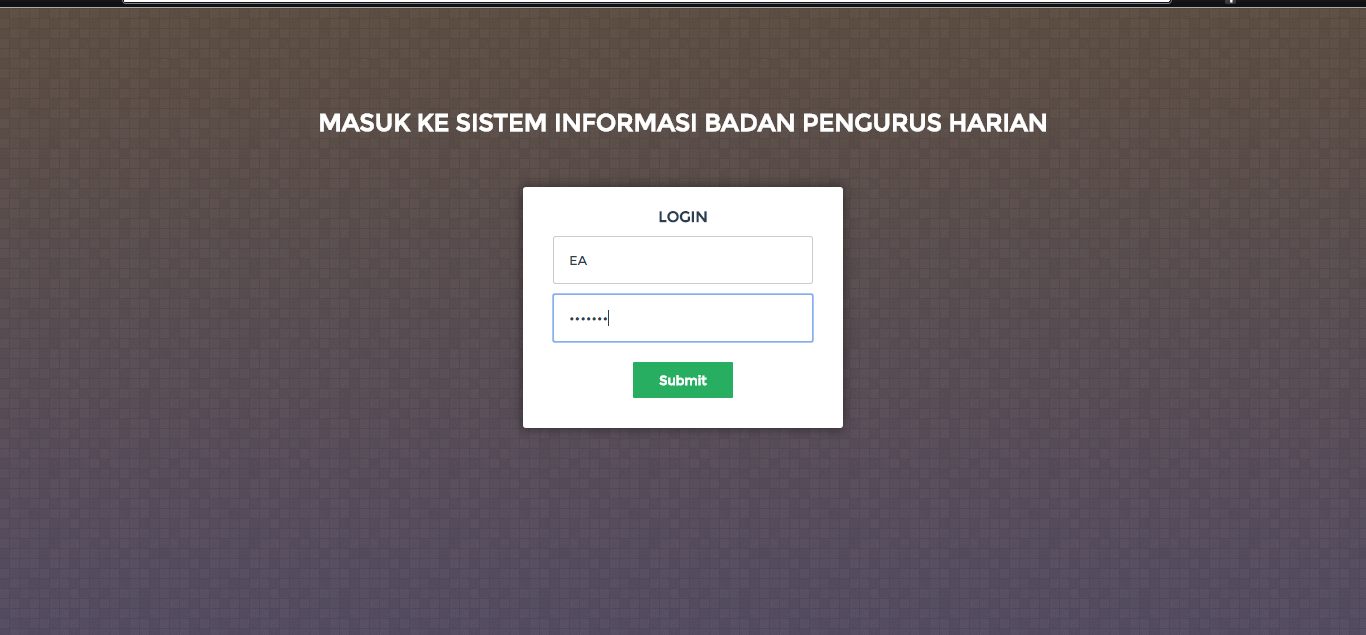 MASUK KE SISTEM INFORMASI BADAN PENGURUS HARIAN
LOGIN
EA
•••••••
Submit